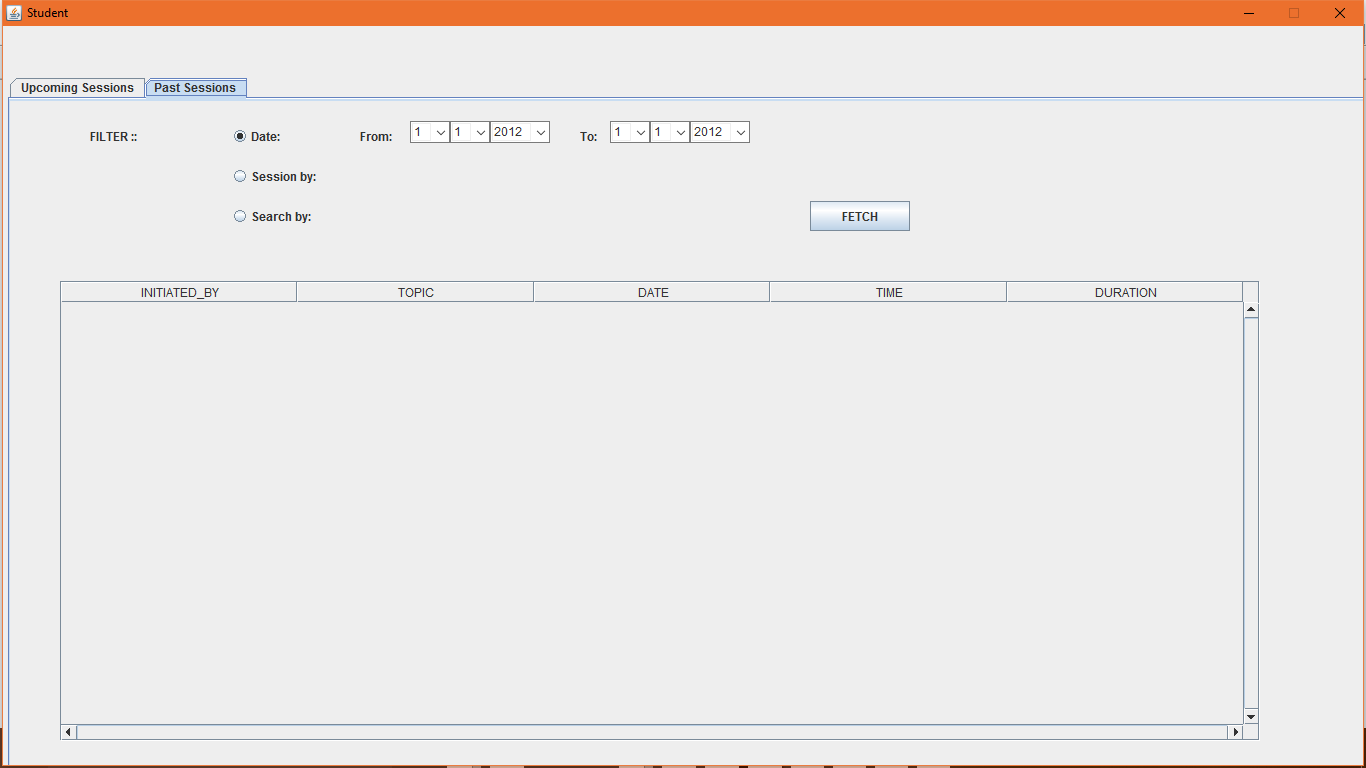 Student
Upcoming Sessions Past Sessions
FILTER :: Date: From: 1 1 2012 To: 1 1 2012
Session by:
Search by: FETCH
INITIATED_BY TOPIC DATE TIME DURATION